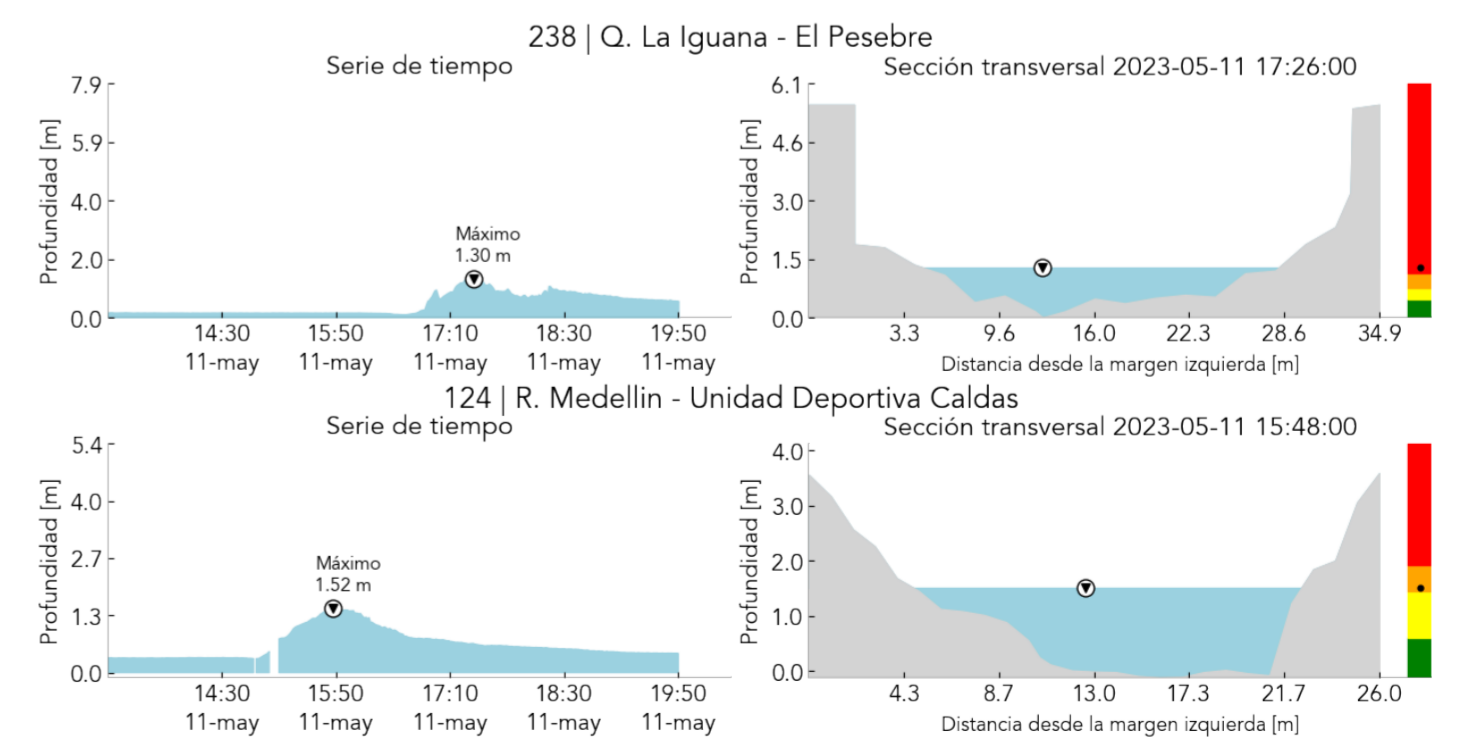 238 | Q. La Iguana - El Pesebre
Serie de tiempo
Profundidad [m]
7.9
5.9
4.0
2.0
0.0
Máximo
1.30 m
14:30 15:50 17:10 18:30 19:50
11-may 11-may 11-may 11-may 11-may
Sección transversal 2023-05-11 17:26:00
Profundidad [m]
6.1
4.6
3.0
1.5
0.0
3.3 9.6 16.0 22.3 28.6 34.9
Distancia desde la margen izquierda [m]
124 | R. Medellin - Unidad Deportiva Caldas
Serie de tiempo
Profundidad [m]
5.4
4.0
2.7
1.3
0.0
Máximo
1.52 m
14:30 15:50 17:10 18:30 19:50
11-may 11-may 11-may 11-may 11-may
Sección transversal 2023-05-11 15:48:00
Profundidad [m]
4.0
3.0
2.0
1.0
0.0
4.3 8.7 13.0 17.3 21.7 26.0
Distancia desde la margen izquierda [m]